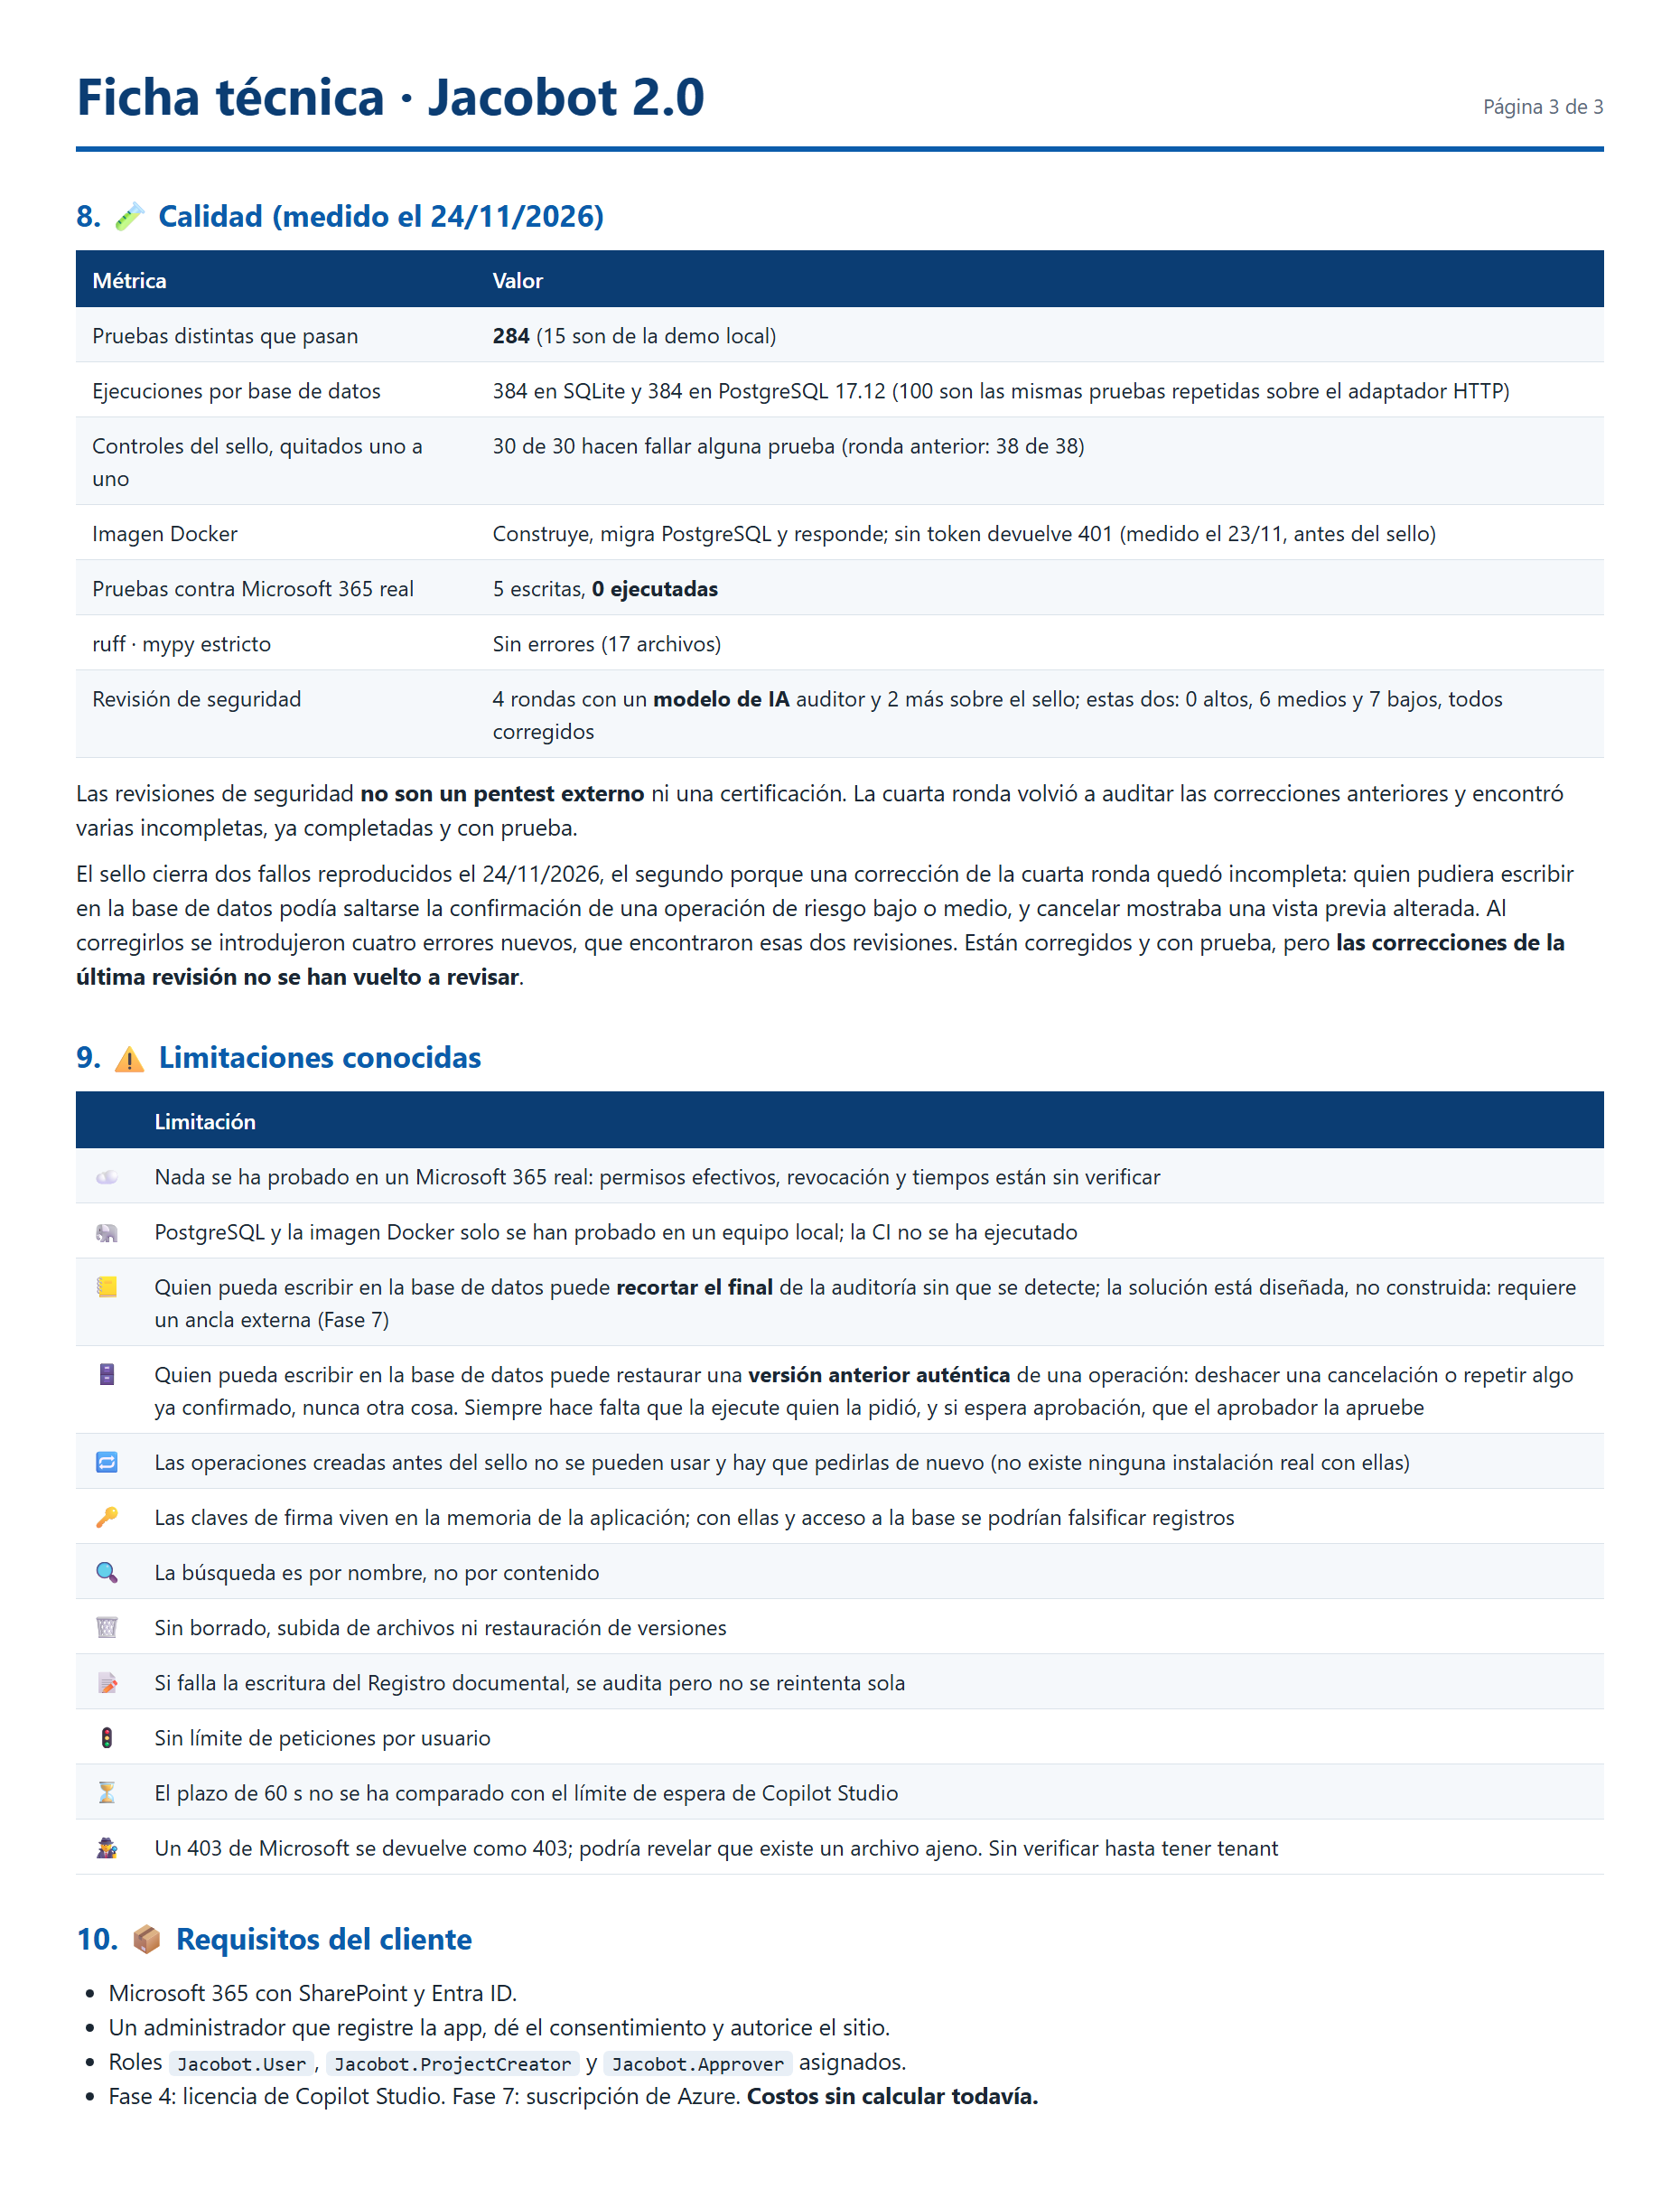 Ficha técnica · Jacobot 2.0
Página 3 de 3
8. 🧪 Calidad (medido el 24/11/2026)
Métrica Valor
Pruebas distintas que pasan 284 (15 son de la demo local)
Ejecuciones por base de datos 384 en SQLite y 384 en PostgreSQL 17.12 (100 son las mismas pruebas repetidas sobre el adaptador HTTP)
Controles del sello, quitados uno a 30 de 30 hacen fallar alguna prueba (ronda anterior: 38 de 38)
uno
Imagen Docker Construye, migra PostgreSQL y responde; sin token devuelve 401 (medido el 23/11, antes del sello)
Pruebas contra Microsoft 365 real 5 escritas, 0 ejecutadas
ruff · mypy estricto Sin errores (17 archivos)
Revisión de seguridad 4 rondas con un modelo de IA auditor y 2 más sobre el sello; estas dos: 0 altos, 6 medios y 7 bajos, todos
corregidos
Las revisiones de seguridad no son un pentest externo ni una certificación. La cuarta ronda volvió a auditar las correcciones anteriores y encontró
varias incompletas, ya completadas y con prueba.
El sello cierra dos fallos reproducidos el 24/11/2026, el segundo porque una corrección de la cuarta ronda quedó incompleta: quien pudiera escribir
en la base de datos podía saltarse la confirmación de una operación de riesgo bajo o medio, y cancelar mostraba una vista previa alterada. Al
corregirlos se introdujeron cuatro errores nuevos, que encontraron esas dos revisiones. Están corregidos y con prueba, pero las correcciones de la
última revisión no se han vuelto a revisar.
9. ⚠️ Limitaciones conocidas
Limitación
Nada se ha probado en un Microsoft 365 real: permisos efectivos, revocación y tiempos están sin verificar
PostgreSQL y la imagen Docker solo se han probado en un equipo local; la CI no se ha ejecutado
Quien pueda escribir en la base de datos puede recortar el final de la auditoría sin que se detecte; la solución está diseñada, no construida: requiere
un ancla externa (Fase 7)
Quien pueda escribir en la base de datos puede restaurar una versión anterior auténtica de una operación: deshacer una cancelación o repetir algo
ya confirmado, nunca otra cosa. Siempre hace falta que la ejecute quien la pidió, y si espera aprobación, que el aprobador la apruebe
Las operaciones creadas antes del sello no se pueden usar y hay que pedirlas de nuevo (no existe ninguna instalación real con ellas)
Las claves de firma viven en la memoria de la aplicación; con ellas y acceso a la base se podrían falsificar registros
La búsqueda es por nombre, no por contenido
Sin borrado, subida de archivos ni restauración de versiones
Si falla la escritura del Registro documental, se audita pero no se reintenta sola
Sin límite de peticiones por usuario
El plazo de 60 s no se ha comparado con el límite de espera de Copilot Studio
Un 403 de Microsoft se devuelve como 403; podría revelar que existe un archivo ajeno. Sin verificar hasta tener tenant
10. 📦 Requisitos del cliente
• Microsoft 365 con SharePoint y Entra ID.
• Un administrador que registre la app, dé el consentimiento y autorice el sitio.
• Roles Jacobot.User, Jacobot.ProjectCreator y Jacobot.Approver asignados.
• Fase 4: licencia de Copilot Studio. Fase 7: suscripción de Azure. Costos sin calcular todavía.